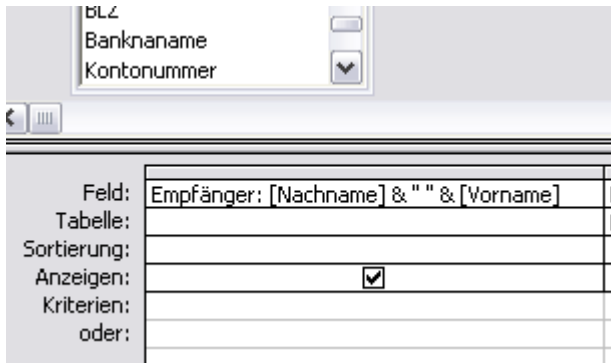 BLZ
Banknaname
Kontonummer
Feld: Empfänger: [Nachname] & " " & [Vorname]
Tabelle:
Sortierung:
Anzeigen:
Kriterien:
oder: